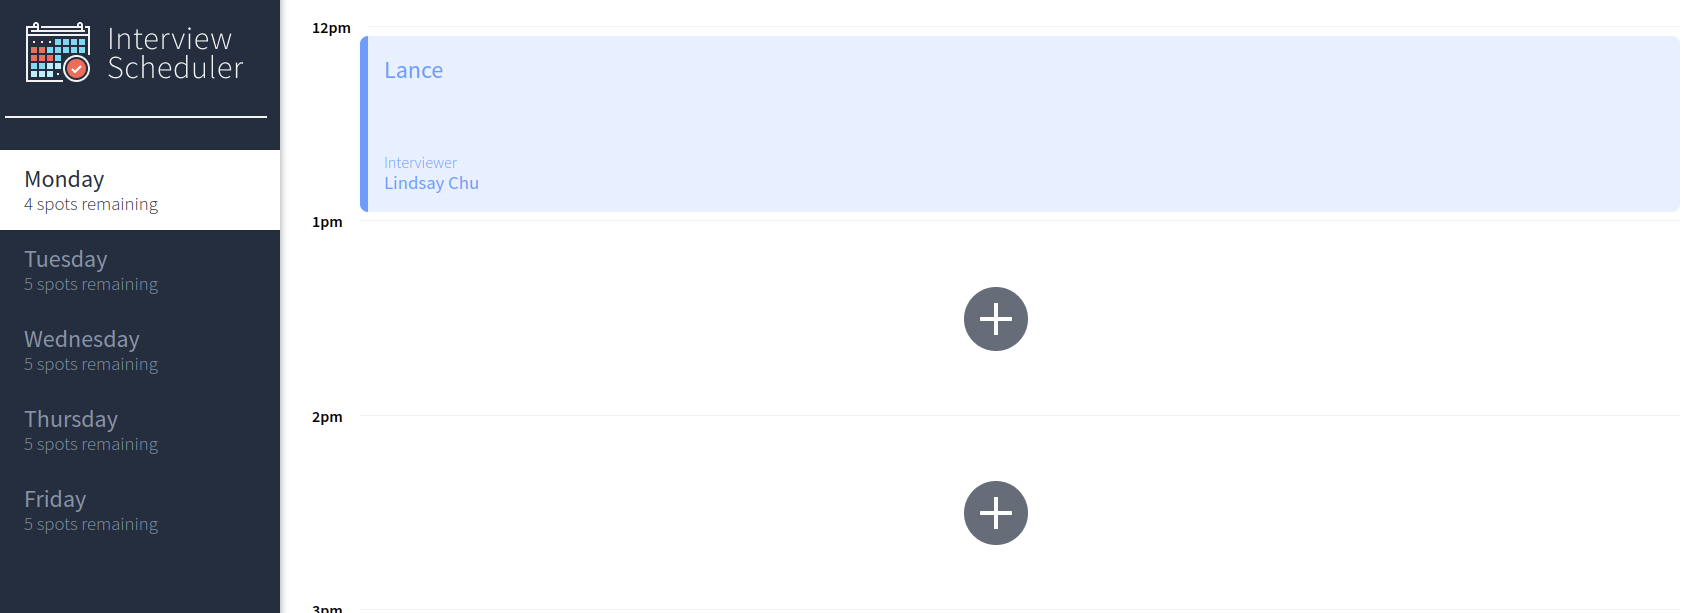 Interview
Scheduler
Monday
4 spots remaining
Tuesday
5 spots remaining
Wednesday
5 spots remaining
Thursday
5 spots remaining
Friday
5 spots remaining
12pm
Lance
Interviewer
Lindsay Chu
1pm
2pm
3pm